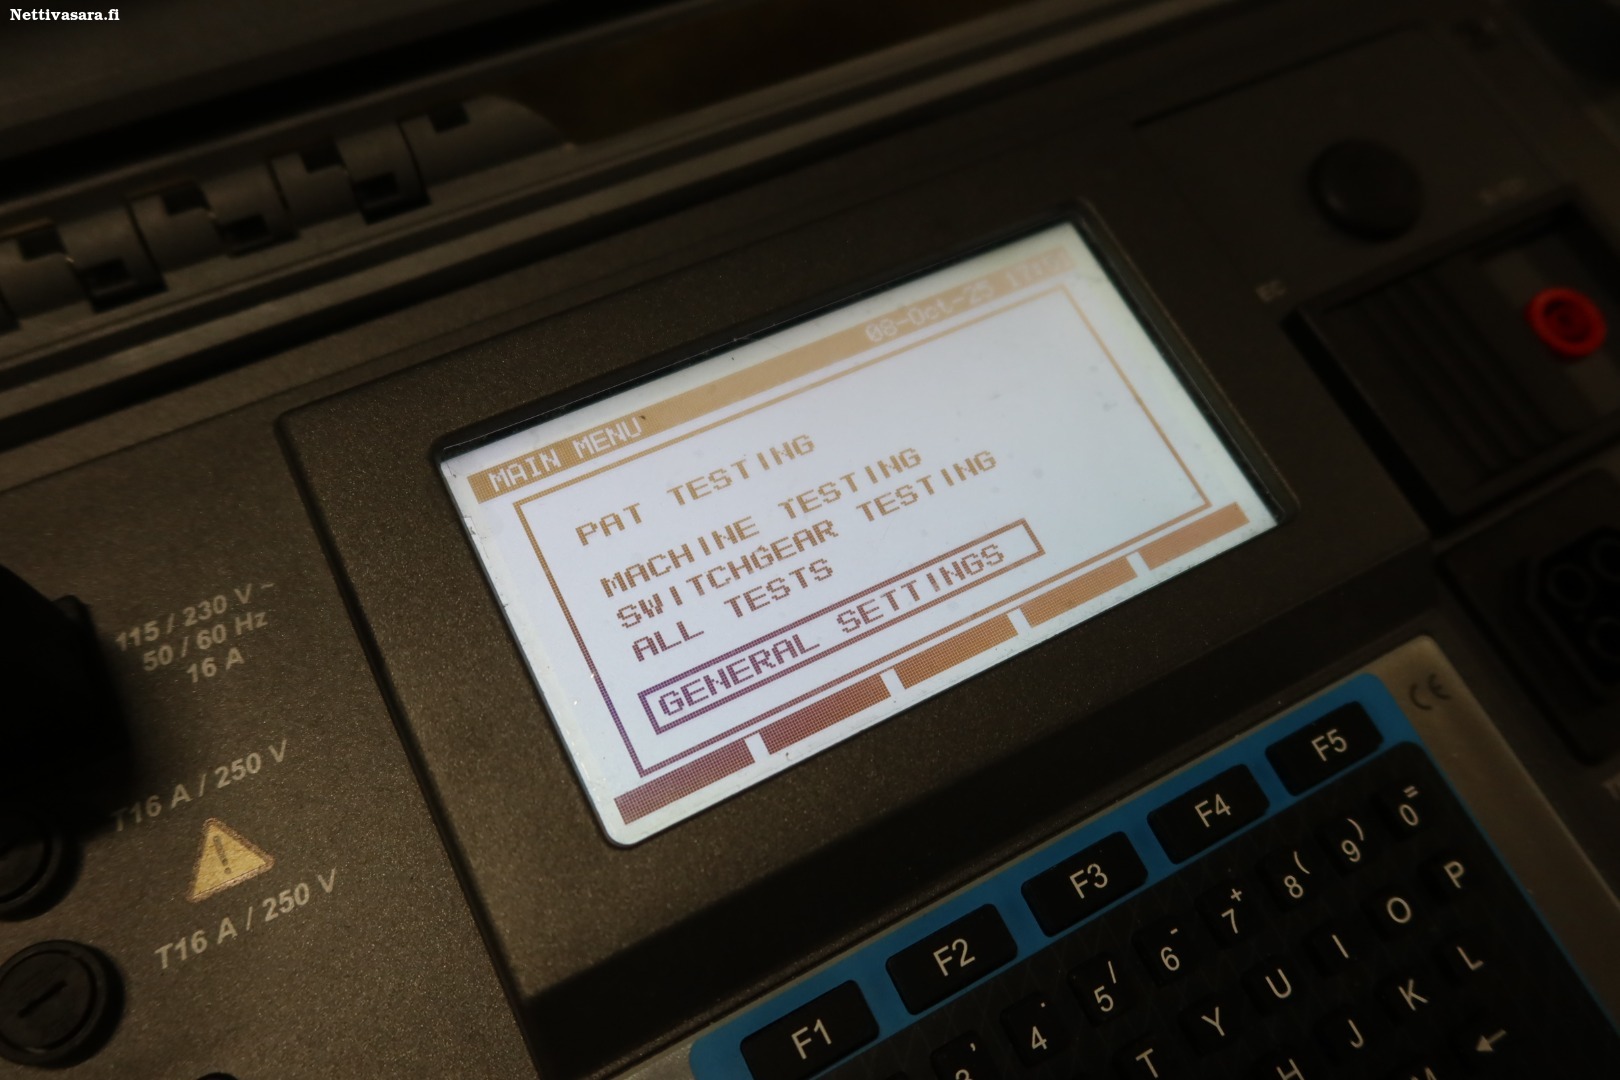 Nettivasara.fi
MAIN MENU
08-Oct-25
PAT TESTING
MACHINE TESTING
SWITCHGEAR TESTING
ALL TESTS
GENERAL SETTINGS
115 / 230 V ~
50 / 60 Hz
16 A
T16 A / 250 V
T16 A / 250 V
CE
F1 F2 F3 F4 F5
4 5 / 6 - 7 + 8 ( 9 ) 0 =
T Y U I O P
H J K L
←